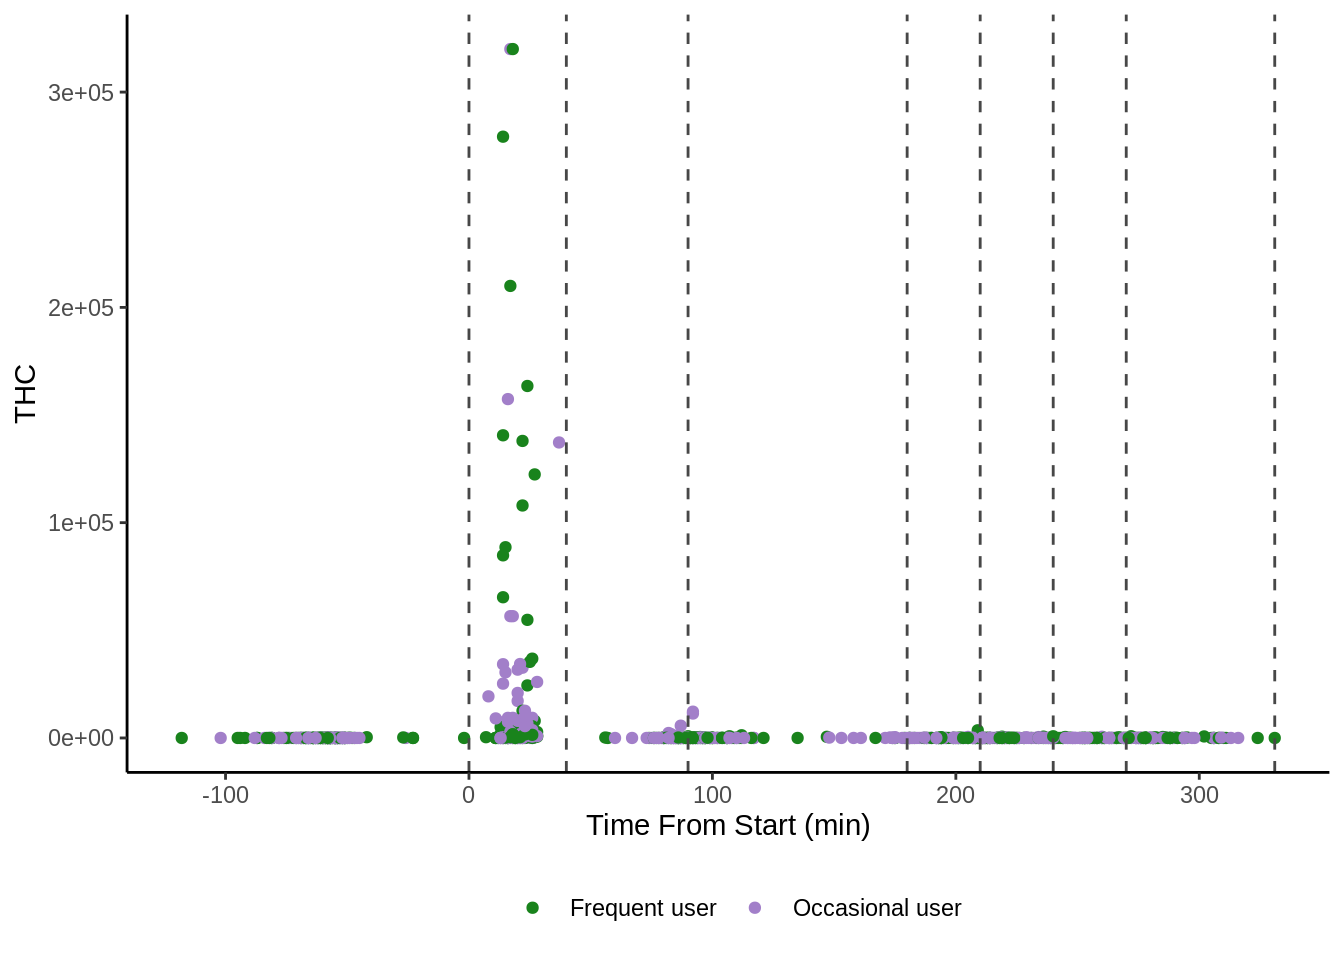 3e+05
2e+05
1e+05
0e+00
THC
-100 0 100 200 300
Time From Start (min)
Frequent user Occasional user